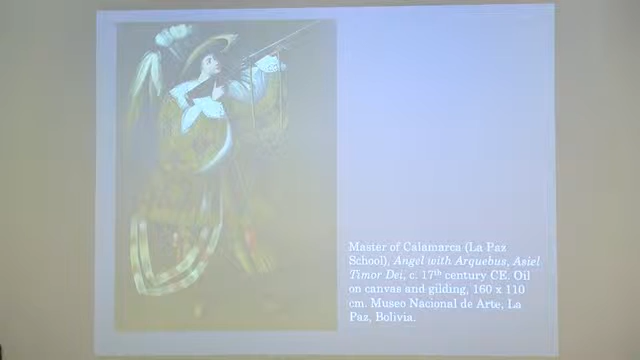 Master of Calamarca (La Paz
School), Angel with Arquebus, Asiel
Timor Dei, c. 17th century CE. Oil
on canvas and gilding, 160 x 110
cm. Museo Nacional de Arte, La
Paz, Bolivia.